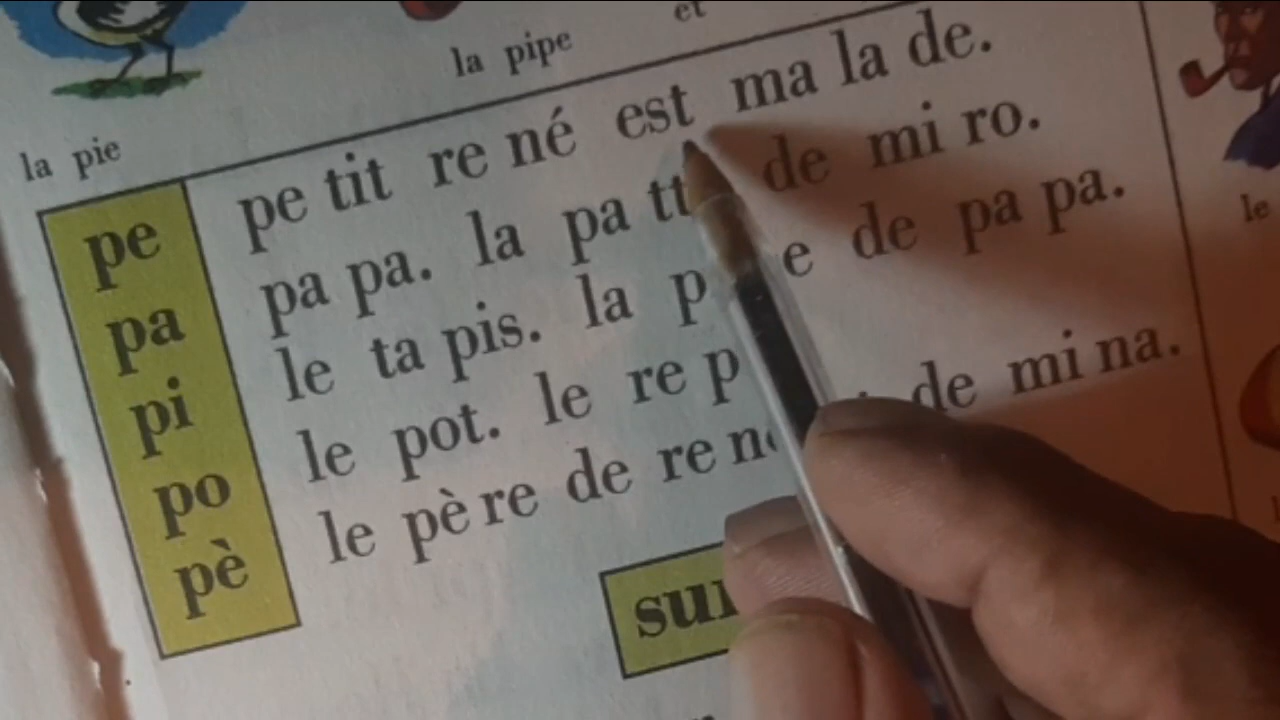 et
la pipe
la pie
pe tit re né est ma la de.
pa pa. la pa de mi ro.
le ta pis. la de pa pa.
le pot. le de mi na.
le pè re de re
le
pe
pa
pi
po
pè